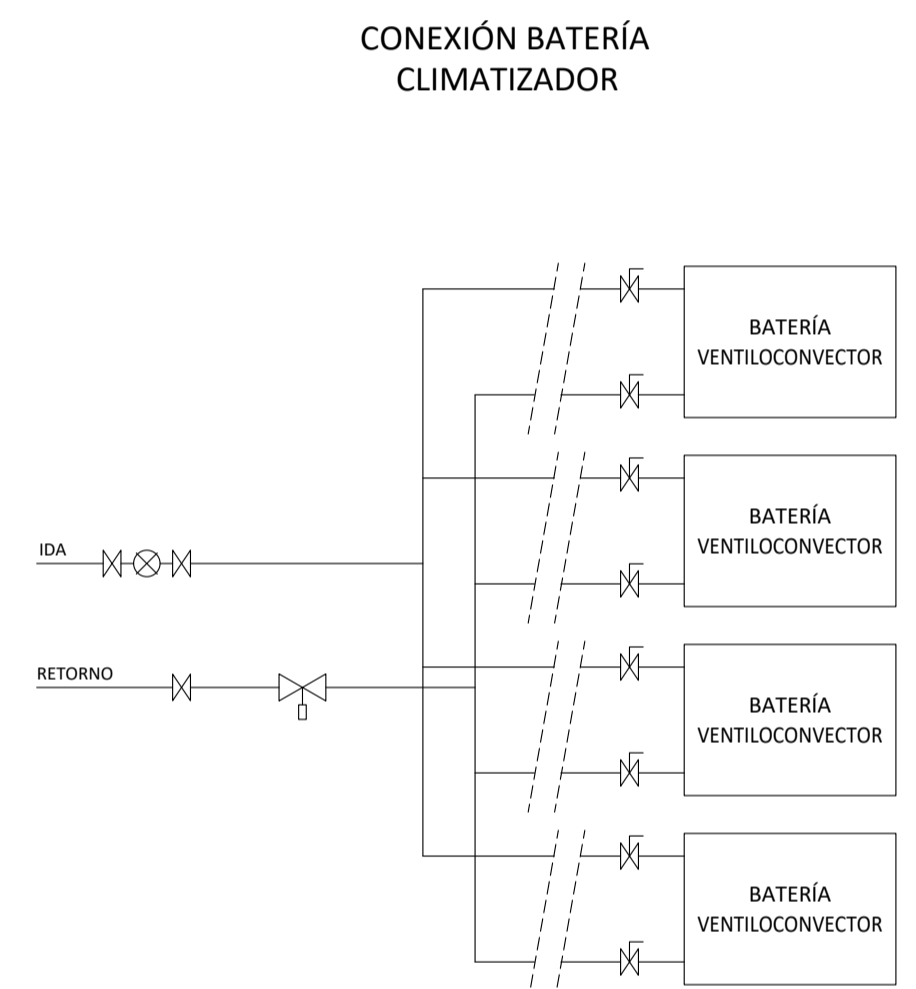 CONEXIÓN BATERÍA
CLIMATIZADOR
BATERÍA
VENTILOCONVECTOR
BATERÍA
VENTILOCONVECTOR
IDA
RETORNO
BATERÍA
VENTILOCONVECTOR
BATERÍA
VENTILOCONVECTOR